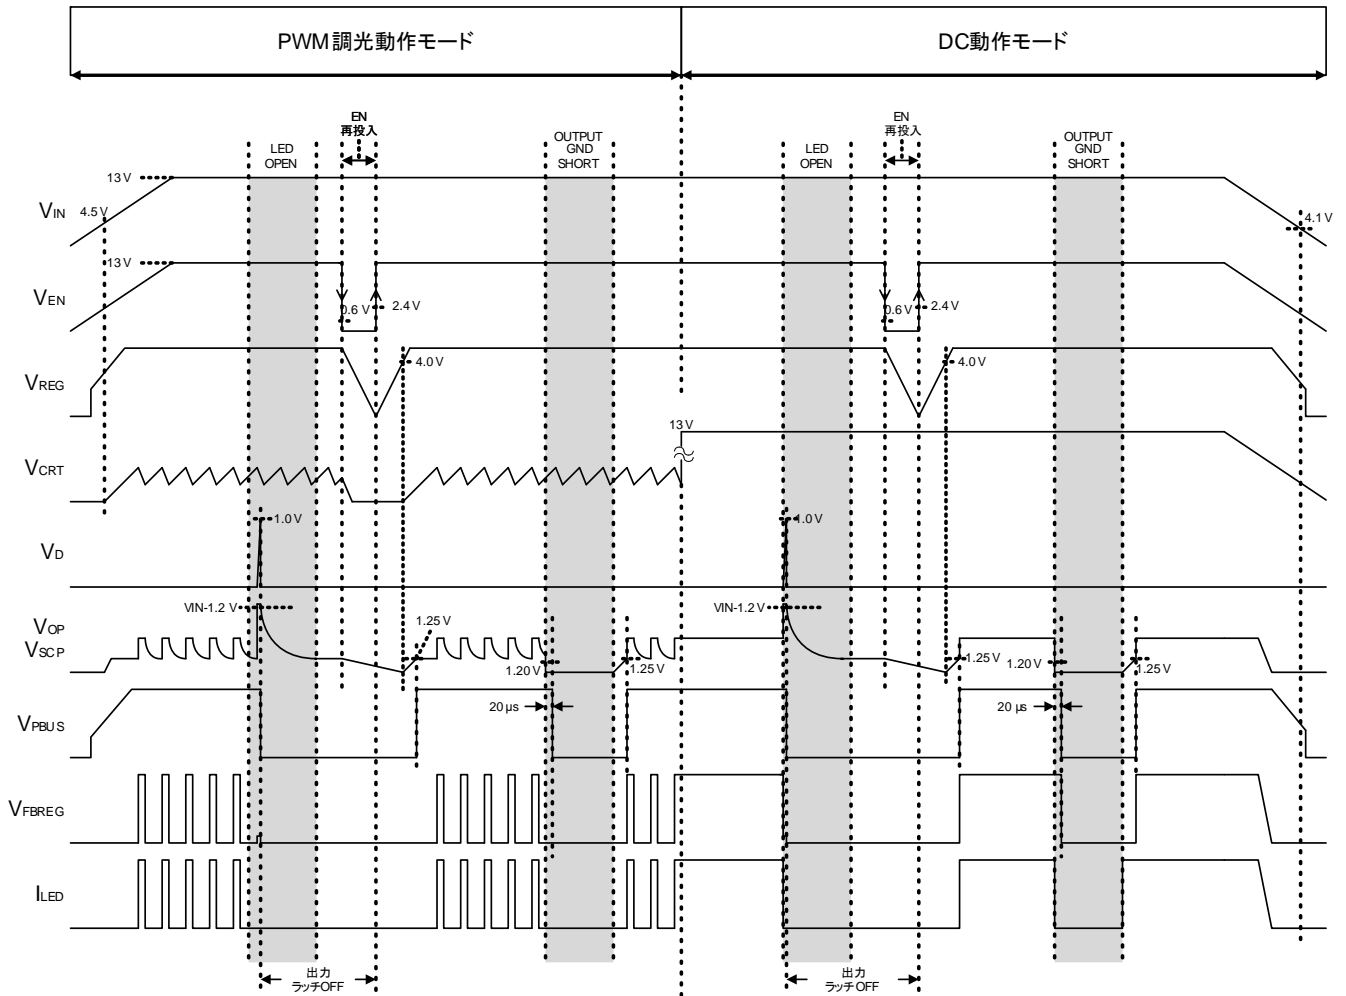 PWM調光動作モード
DC動作モード
EN
再投入
LED
OPEN
OUTPUT
GND
SHORT
EN
再投入
LED
OPEN
OUTPUT
GND
SHORT
VIN
13 V
4.5 V
4.1 V
VEN
13 V
0.6 V
2.4 V
0.6 V
2.4 V
VREG
4.0 V
4.0 V
VCRT
13 V
VD
1.0 V
1.0 V
VOP
VSCP
VIN-1.2 V
1.25 V
1.20 V
1.25 V
VIN-1.2 V
1.25 V
1.20 V
1.25 V
VPBUS
20 µs
20 µs
VFBREG
ILED
出力
ラッチOFF
出力
ラッチOFF